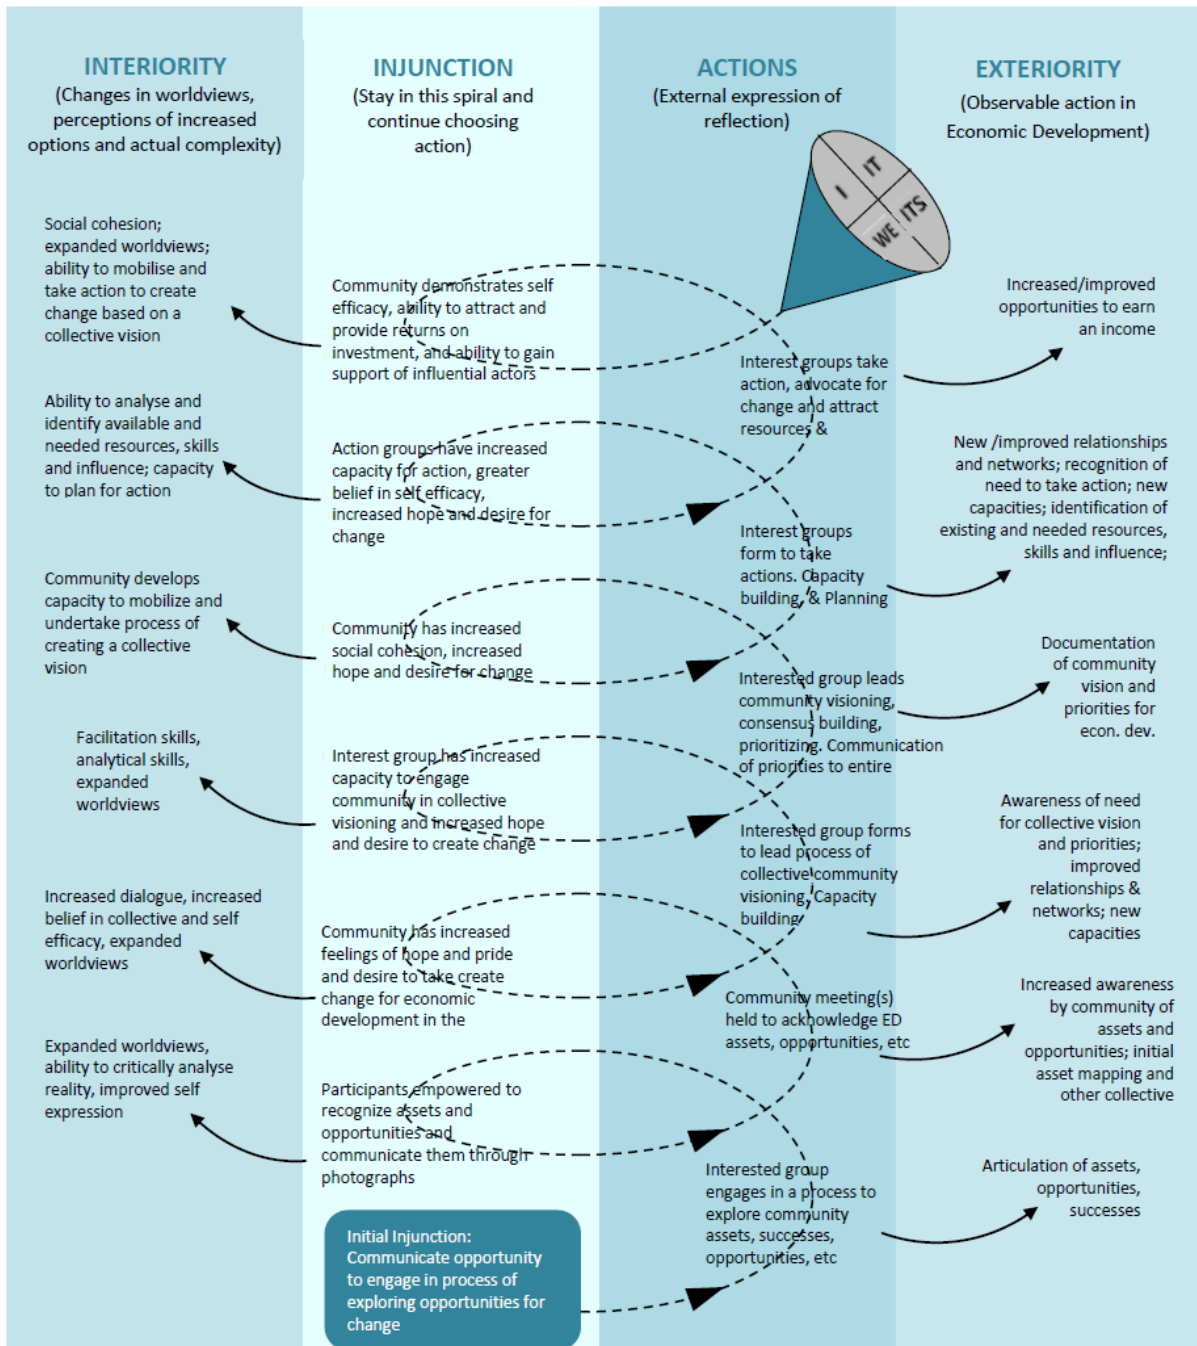 INTERIORITY
(Changes in worldviews,
perceptions of increased
options and actual complexity)
Social cohesion;
expanded worldviews;
ability to mobilise and
take action to create
change based on a
collective vision
Ability to analyse and
identify available and
needed resources, skills
and influence; capacity
to plan for action
Community develops
capacity to mobilize and
undertake process of
creating a collective
vision
Facilitation skills,
analytical skills,
expanded
worldviews
Increased dialogue, increased
belief in collective and self
efficacy, expanded
worldviews
Expanded worldviews,
ability to critically analyse
reality, improved self
expression
INJUNCTION
(Stay in this spiral and
continue choosing
action)
Community demonstrates self
efficacy, ability to attract and
provide returns on
investment, and ability to gain
support of influential actors
Action groups have increased
capacity for action, greater
belief in self efficacy,
increased hope and desire for
change
Community has increased
social cohesion, increased
hope and desire for change
Interest group has increased
capacity to engage
community in collective
visioning and increased hope
and desire to create change
Community has increased
feelings of hope and pride
and desire to take create
change for economic
development in the
Participants empowered to
recognize assets and
opportunities and
communicate them through
photographs
Initial Injunction:
Communicate opportunity
to engage in process of
exploring opportunities for
change
ACTIONS
(External expression of
reflection)
I
IT
WE
ITS
Interest groups take
action, advocate for
change and attract
resources &
Interest groups
form to take
actions. Capacity
building, & Planning
Interested group leads
community visioning,
consensus building,
prioritizing. Communication
of priorities to entire
Interested group forms
to lead process of
collective community
visioning. Capacity
building
Community meeting(s)
held to acknowledge ED
assets, opportunities, etc
Interested group
engages in a process to
explore community
assets, successes,
opportunities, etc
EXTERIORITY
(Observable action in
Economic Development)
Increased/improved
opportunities to earn
an income
New /improved relationships
and networks; recognition of
need to take action; new
capacities; identification of
existing and needed resources,
skills and influence;
Documentation
of community
vision and
priorities for
econ. dev.
Awareness of need
for collective vision
and priorities;
improved
relationships &
networks; new
capacities
Increased awareness
by community of
assets and
opportunities; initial
asset mapping and
other collective
Articulation of assets,
opportunities,
successes